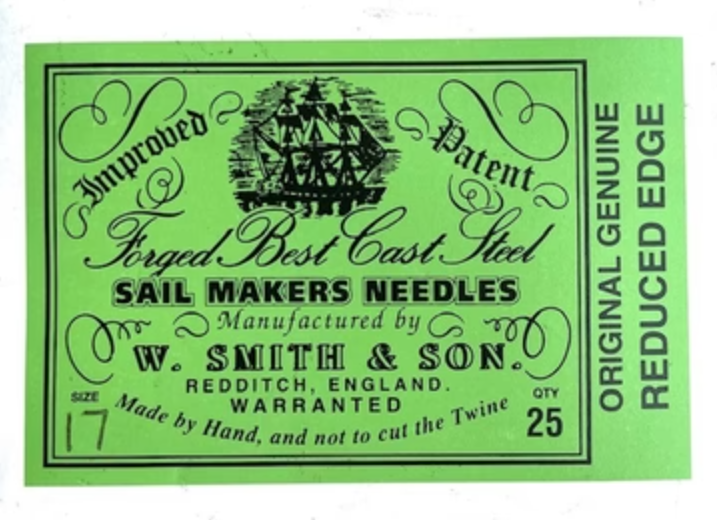 Improved
Patent
Forged Best Cast Steel
SAIL MAKERS NEEDLES
Manufactured by
W. SMITH & SON.
REDDITCH, ENGLAND.
WARRANTED
Made by Hand, and not to cut the Twine
SIZE
17
QTY
25
ORIGINAL GENUINE
REDUCED EDGE